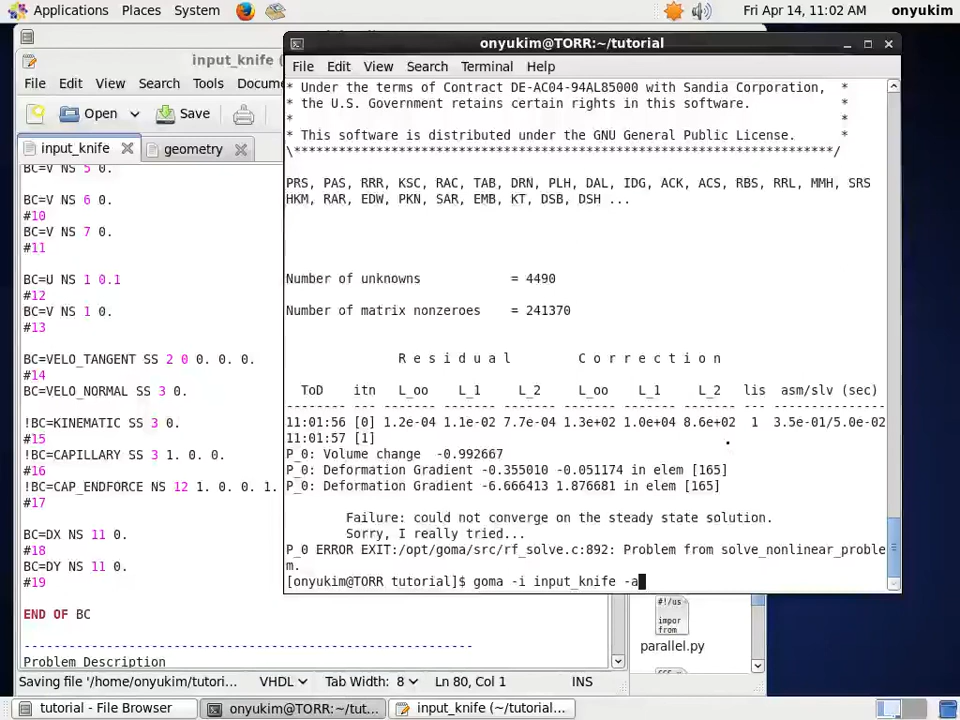 Applications Places System Fri Apr 14, 11:02 AM onyukim
input_knife (
File Edit View Search Tools Docume
Open Save
input_knife geometry
BC=V NS 5 0.
BC=V NS 6 0.
#10
BC=V NS 7 0.
#11
BC=U NS 1 0.1
#12
BC=V NS 1 0.
#13
BC=VELO_TANGENT SS 2 0 0. 0. 0.
#14
BC=VELO_NORMAL SS 3 0.
!BC=KINEMATIC SS 3 0.
#15
!BC=CAPILLARY SS 3 1. 0. 0.
#16
!BC=CAP_ENDFORCE NS 12 1. 0. 0. 1.
#17
BC=DX NS 11 0.
#18
BC=DY NS 11 0.
#19
END OF BC
-------------------------------------------------------
Problem Description
Saving file '/home/onyukim/tutori... VHDL Tab Width: 8 Ln 80, Col 1 INS
onyukim@TORR:~/tutorial
File Edit View Search Terminal Help
* Under the terms of Contract DE-AC04-94AL85000 with Sandia Corporation, *
* the U.S. Government retains certain rights in this software. *
* *
* This software is distributed under the GNU General Public License. *
\************************************************************************/
PRS, PAS, RRR, KSC, RAC, TAB, DRN, PLH, DAL, IDG, ACK, ACS, RBS, RRL, MMH, SRS
HKM, RAR, EDW, PKN, SAR, EMB, KT, DSB, DSH ...
Number of unknowns = 4490
Number of matrix nonzeroes = 241370
R e s i d u a l C o r r e c t i o n
ToD itn L_oo L_1 L_2 L_oo L_1 L_2 lis asm/slv (sec)
-------- --- ------- ------- ------- ------- ------- ------- --- ---------------
11:01:56 [0] 1.2e-04 1.1e-02 7.7e-04 1.3e+02 1.0e+04 8.6e+02 1 3.5e-01/5.0e-02
11:01:57 [1]
P_0: Volume change -0.992667
P_0: Deformation Gradient -0.355010 -0.051174 in elem [165]
P_0: Deformation Gradient -6.666413 1.876681 in elem [165]
Failure: could not converge on the steady state solution.
Sorry, I really tried...
P_0 ERROR EXIT:/opt/goma/src/rf_solve.c:892: Problem from solve_nonlinear_proble
m.
[onyukim@TORR tutorial]$ goma -i input_knife -a
#!/us
impor
from
parallel.py
tutorial - File Browser onyukim@TORR:~/tut... input_knife (~/tutorial...